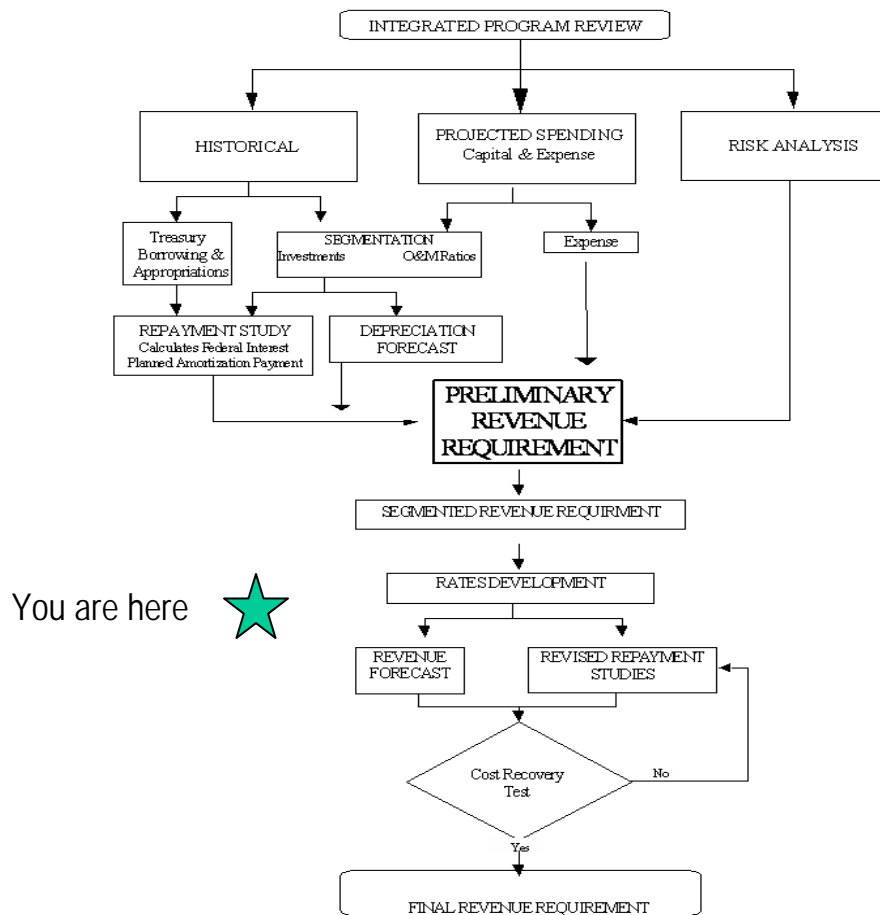 INTEGRATED PROGRAM REVIEW
HISTORICAL
PROJECTED SPENDING
Capital & Expense
RISK ANALYSIS
Treasury
Borrowing &
Appropriations
SEGMENTATION
Investments O&M Ratios
Expense
REPAYMENT STUDY
Calculates Federal Interest
Planned Amortization Payment
DEPRECIATION
FORECAST
PRELIMINARY
REVENUE
REQUIREMENT
SEGMENTED REVENUE REQUIRMENT
RATES DEVELOPMENT
You are here
REVENUE
FORECAST
REVISED REPAYMENT
STUDIES
Cost Recovery
Test
No
Yes
FINAL REVENUE REQUIREMENT